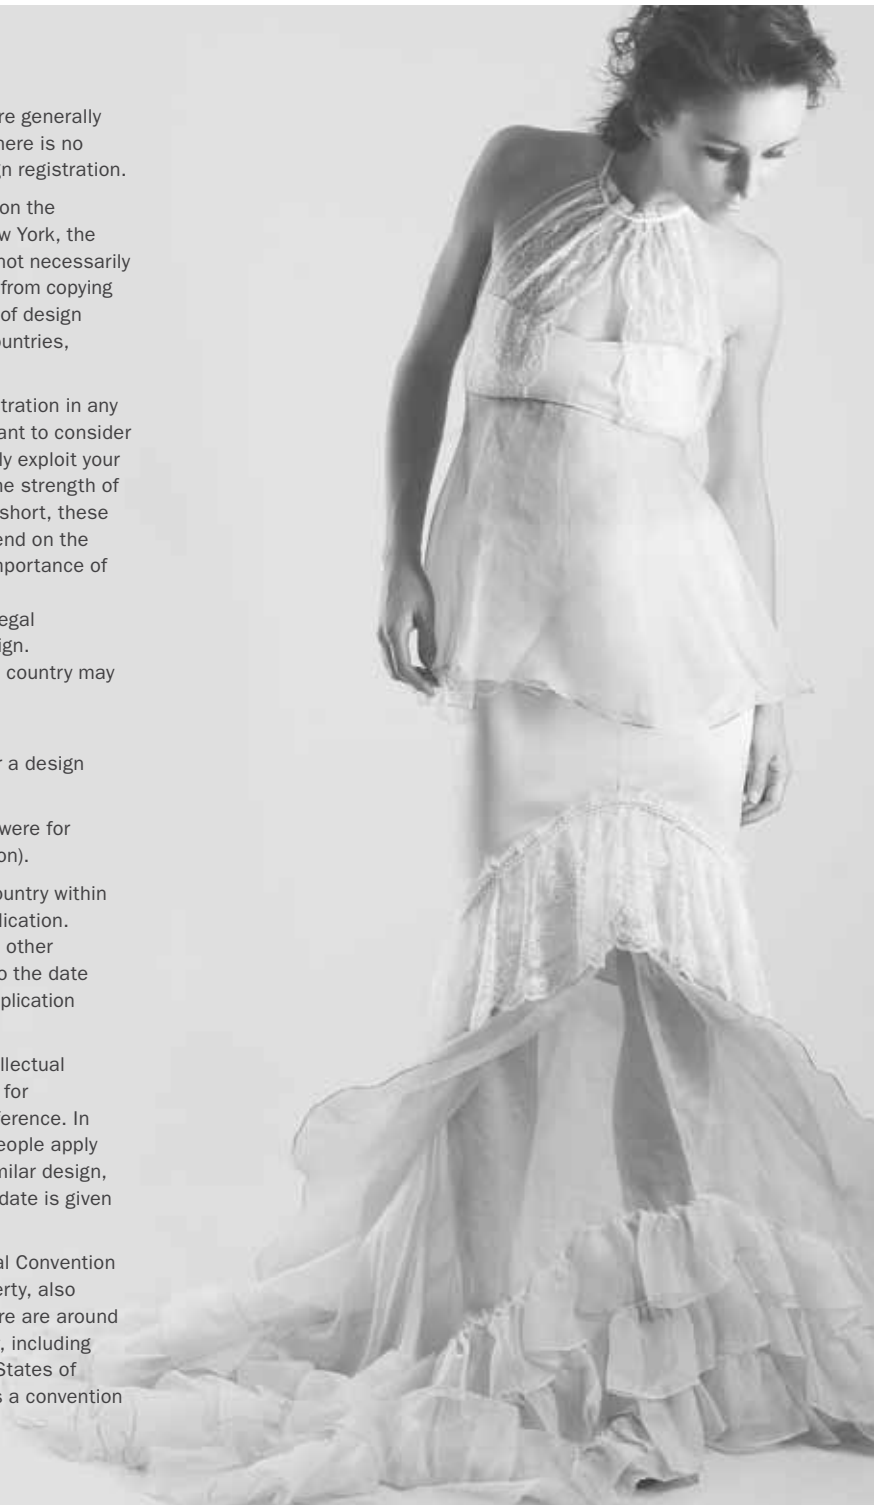 re generally
here is no
gn registration.
on the
w York, the
not necessarily
from copying
of design
ountries,
tration in any
ant to consider
ly exploit your
he strength of
short, these
end on the
mportance of
egal
ign.
country may
r a design
were for
on).
ountry within
lication.
other
o the date
plication
llectual
for
ference. In
eople apply
milar design,
date is given
al Convention
erty, also
re are around
, including
States of
s a convention